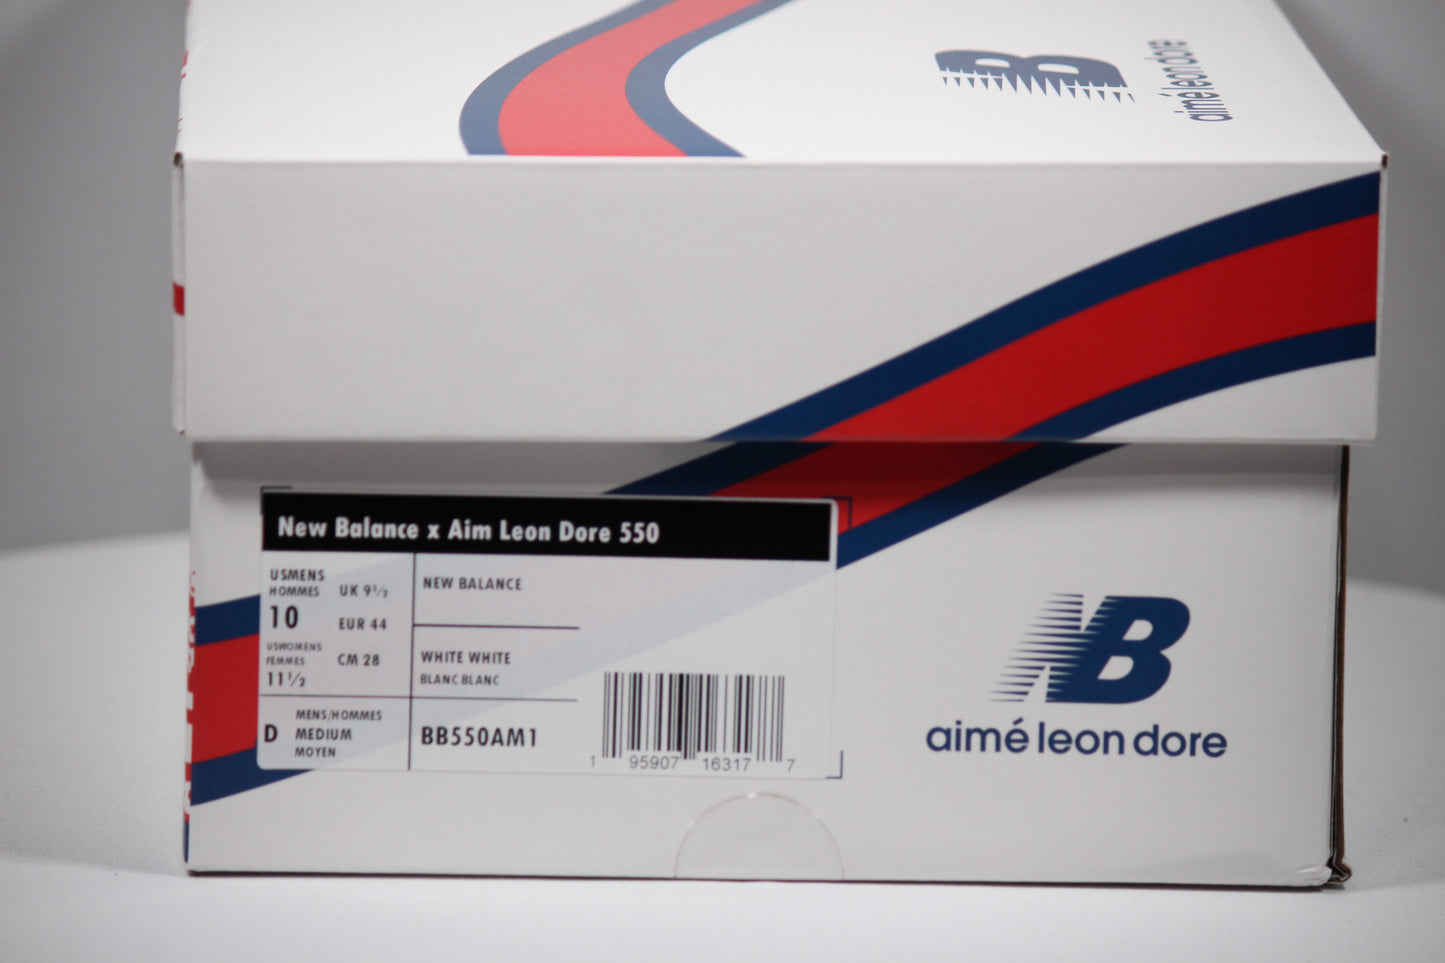 NB
aimé leon dore
New Balance x Aim Leon Dore 550
USMENS
HOMMES
10
UK 9½
EUR 44
USWOMENS
FEMMES
11½
CM 28
NEW BALANCE
WHITE WHITE
BLANC BLANC
D
MENS/HOMMES
MEDIUM
MOYEN
BB550AM1
1 95907 16317 7
NB
aimé leon dore